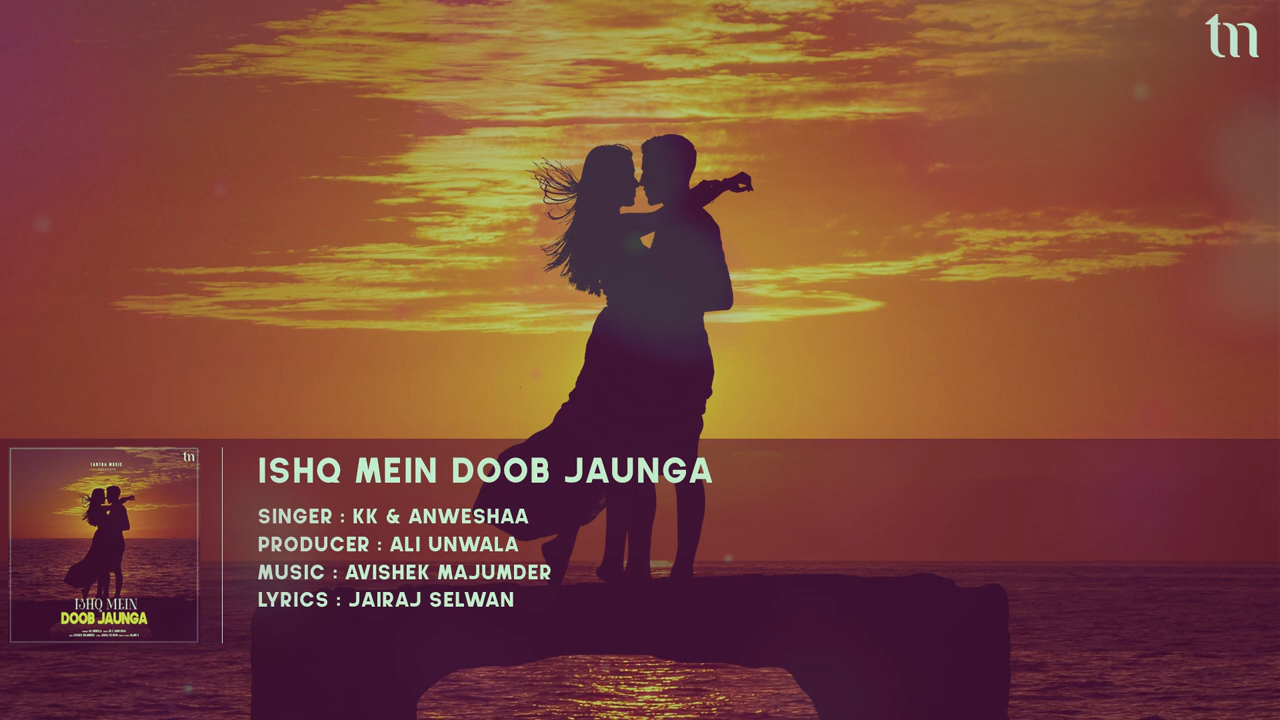 tm
ISHQ MEIN DOOB JAUNGA
SINGER : KK & ANWESHAA
PRODUCER : ALI UNWALA
MUSIC : AVISHEK MAJUMDER
LYRICS : JAIRAJ SELWAN
tm
TANTRA MUSIC
ISHQ MEIN
DOOB JAUNGA